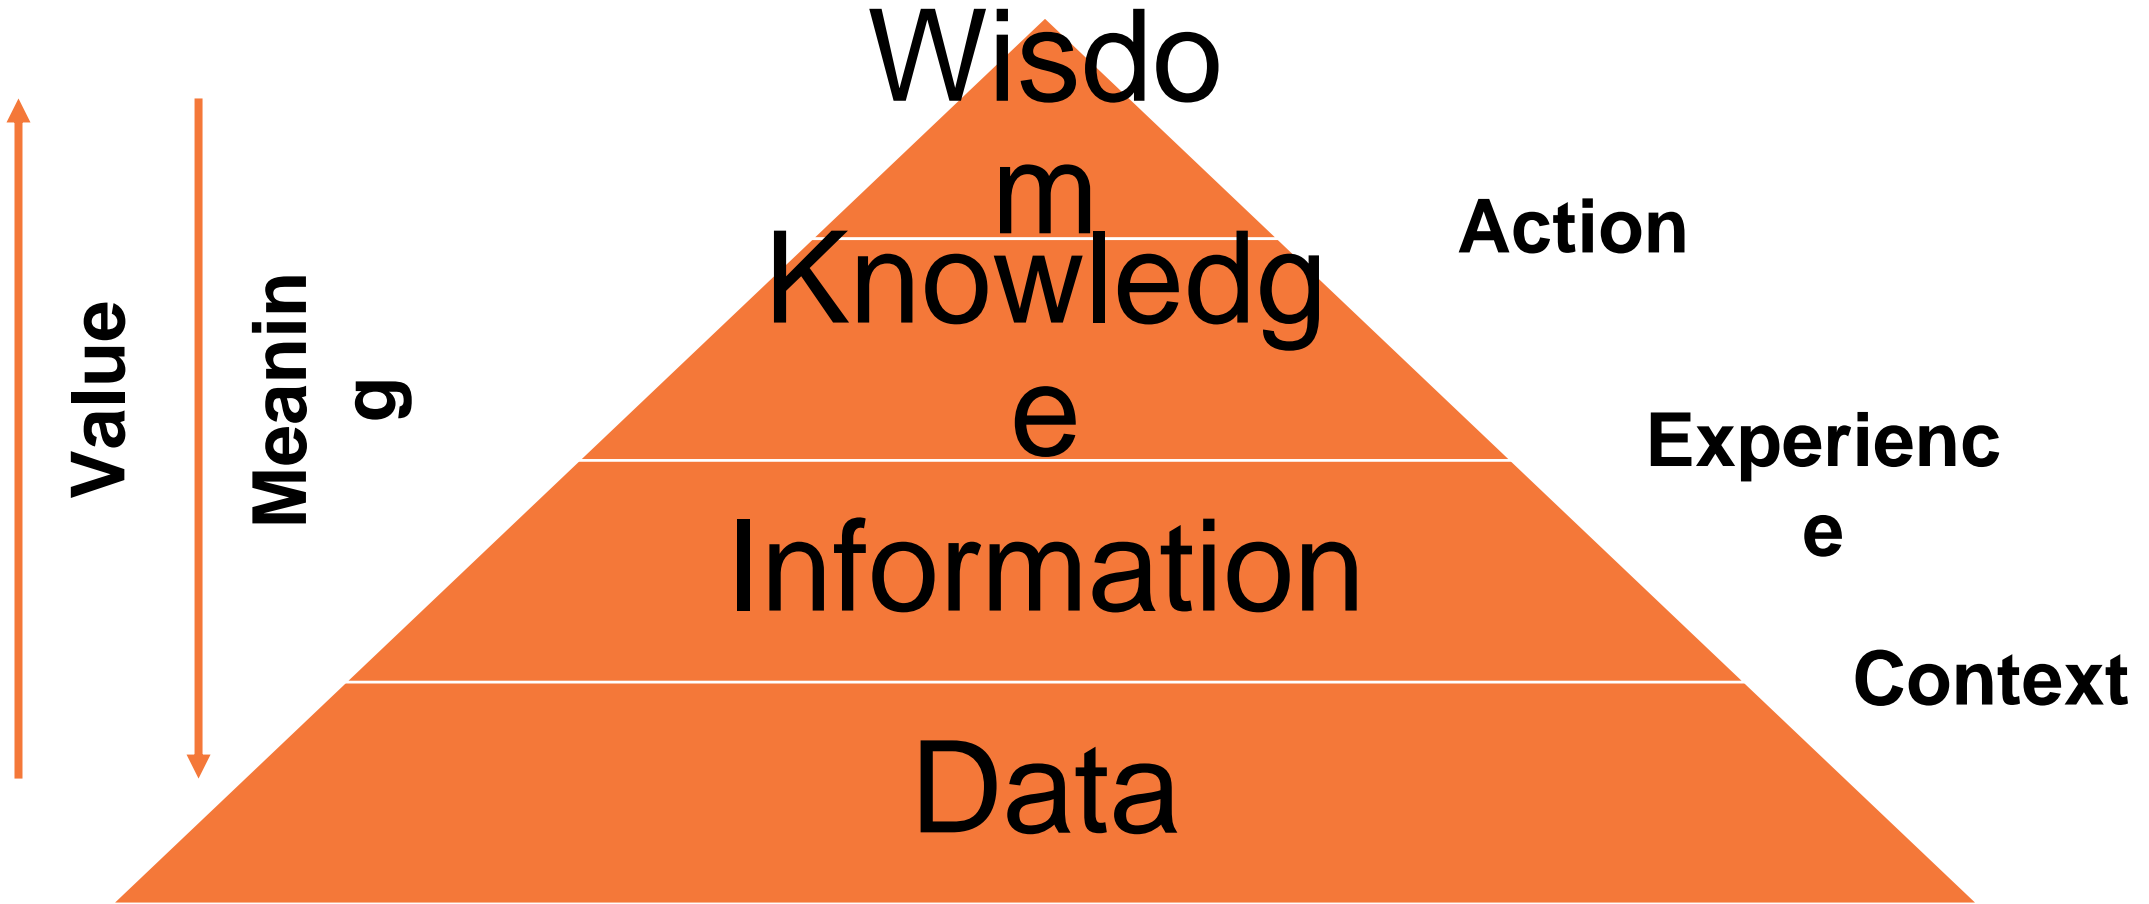 Wisdo
m
Knowledg
e
Information
Data
Value
Meanin
g
Action
Experienc
e
Context